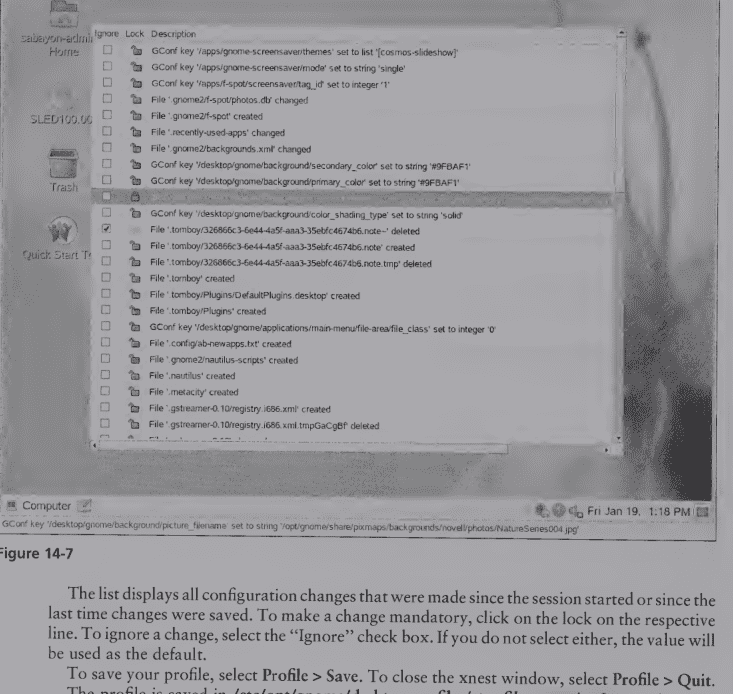 sabayon-admin
Home
SLED100.00
Trash
Quick Start
Ignore Lock Description
GConf key '/apps/gnome-screensaver/themes' set to list '[cosmos-slideshow]'
GConf key '/apps/gnome-screensaver/mode' set to string 'single'
GConf key '/apps/f-spot/screensaver/tag_id' set to integer '1'
File '.gnome2/f-spot/photos.db' changed
File '.gnome2/f-spot' created
File '.recently-used-apps' changed
File '.gnome2/backgrounds.xml' changed
GConf key '/desktop/gnome/background/secondary_color' set to string '#9FBAF1'
GConf key '/desktop/gnome/background/primary_color' set to string '#9FBAF1'
GConf key '/desktop/gnome/background/color_shading_type' set to string 'solid'
File '.tomboy/326866c3-6e44-4a5f-aaa3-35ebfc4674b6.note~' deleted
File '.tomboy/326866c3-6e44-4a5f-aaa3-35ebfc4674b6.note' created
File '.tomboy/326866c3-6e44-4a5f-aaa3-35ebfc4674b6.note.tmp' deleted
File '.tomboy' created
File '.tomboy/Plugins/DefaultPlugins.desktop' created
File '.tomboy/Plugins' created
GConf key '/desktop/gnome/applications/main-menu/file-area/file_class' set to integer '0'
File '.config/ab-newapps.txt' created
File '.gnome2/nautilus-scripts' created
File '.nautilus' created
File '.metacity' created
File '.gstreamer-0.10/registry.i686.xml' created
File '.gstreamer-0.10/registry.i686.xml.tmpGaCgBf' deleted
Computer
Fri Jan 19, 1:18 PM
GConf key '/desktop/gnome/background/picture_filename' set to string '/opt/gnome/share/pixmaps/backgrounds/novell/photos/NatureSeries004.jpg'
Figure 14-7
The list displays all configuration changes that were made since the session started or since the
last time changes were saved. To make a change mandatory, click on the lock on the respective
line. To ignore a change, select the “Ignore” check box. If you do not select either, the value will
be used as the default.
To save your profile, select Profile > Save. To close the xnest window, select Profile > Quit.
The profile is saved in